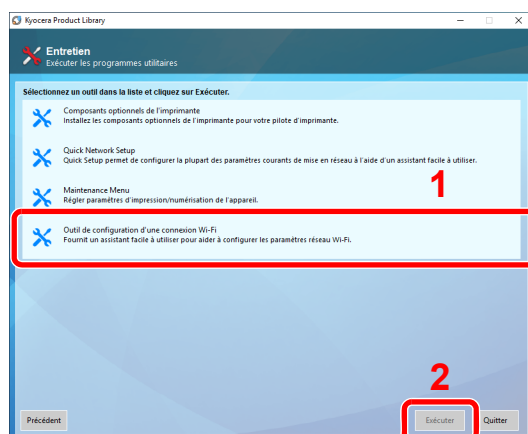 Kyocera Product Library
Entretien
Exécuter les programmes utilitaires
Sélectionnez un outil dans la liste et cliquez sur Exécuter.
Composants optionnels de l'imprimante
Installez les composants optionnels de l'imprimante pour votre pilote d'imprimante.
Quick Network Setup
Quick Setup permet de configurer la plupart des paramètres courants de mise en réseau à l'aide d'un assistant facile à utiliser.
1
Maintenance Menu
Régler paramètres d'impression/numérisation de l'appareil.
Outil de configuration d'une connexion Wi-Fi
Fournit un assistant facile à utiliser pour aider à configurer les paramètres réseau Wi-Fi.
2
Précédent
Exécuter
Quitter